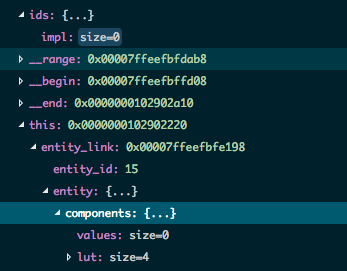 ids: {...}
impl: size=0
__range: 0x00007ffeefbfdab8
__begin: 0x00007ffeefbffd08
__end: 0x0000000102902a10
this: 0x0000000102902220
entity_link: 0x00007ffeefbfe198
entity_id: 15
entity: {...}
components: {...}
values: size=0
lut: size=4